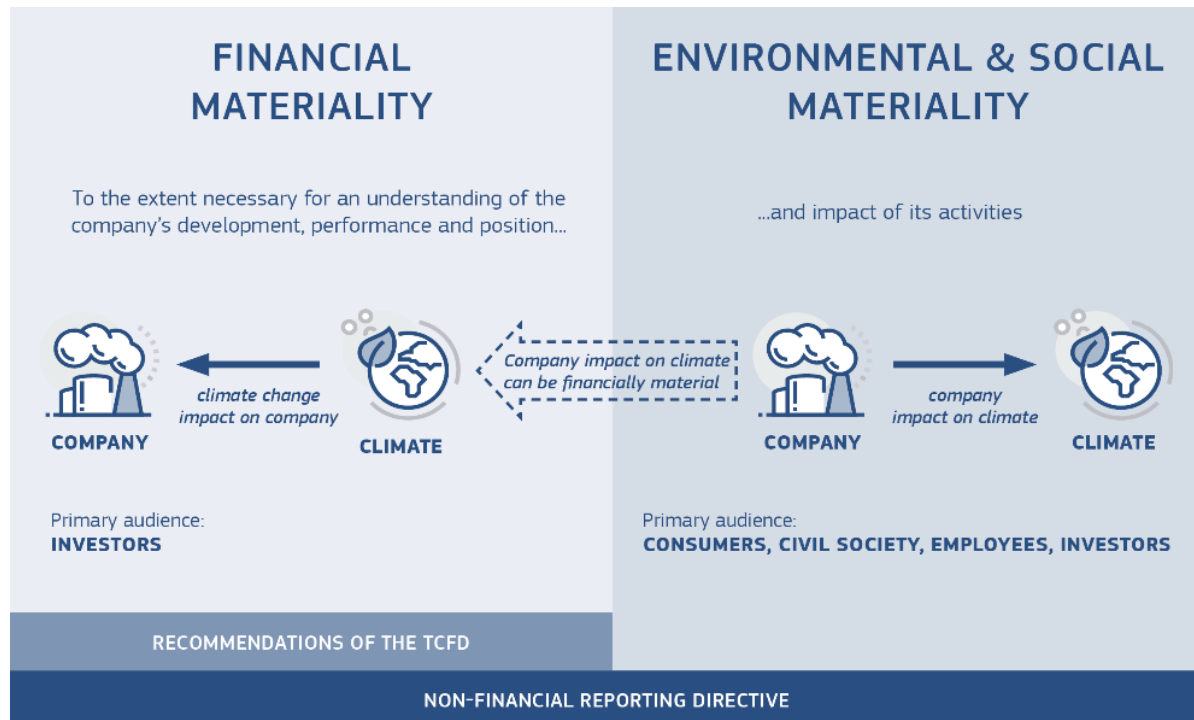 FINANCIAL
MATERIALITY
To the extent necessary for an understanding of the
company's development, performance and position...
climate change
impact on company
COMPANY
CLIMATE
Primary audience:
INVESTORS
RECOMMENDATIONS OF THE TCFD
Company impact on climate
can be financially material
ENVIRONMENTAL & SOCIAL
MATERIALITY
...and impact of its activities
company
impact on climate
COMPANY
CLIMATE
Primary audience:
CONSUMERS, CIVIL SOCIETY, EMPLOYEES, INVESTORS
NON-FINANCIAL REPORTING DIRECTIVE